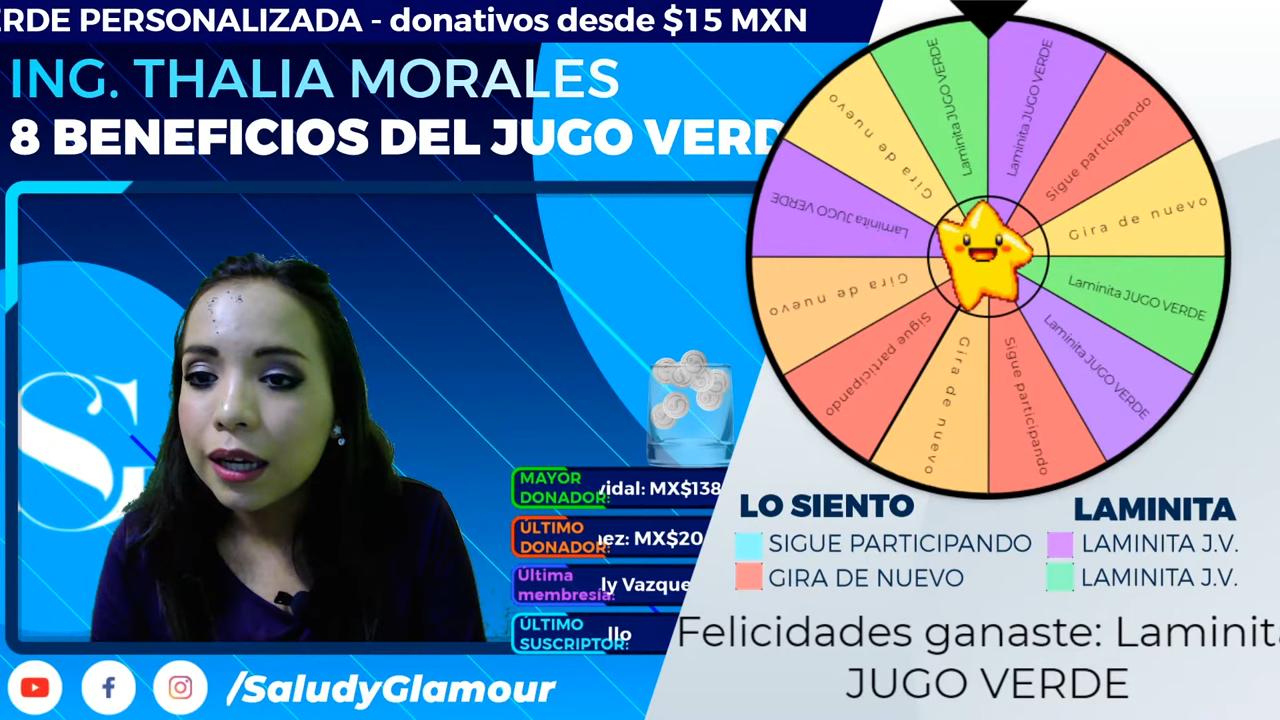 ERDE PERSONALIZADA - donativos desde $15 MXN
ING. THALIA MORALES
8 BENEFICIOS DEL JUGO VERD
Laminita JUGO VERDE
Sigue participando
Gira de nuevo
Laminita JUGO VERDE
Laminita JUGO VERDE
Sigue participando
Gira de nuevo
Sigue participando
Gira de nuevo
Laminita JUGO VERDE
Gira de nuevo
Laminita JUGO VERDE
SG
MAYOR
DONADOR:
vidal: MX$138
ÚLTIMO
DONADOR:
uez: MX$20
Última
membresía:
ly Vazque
ÚLTIMO
SUSCRIPTOR:
llo
LO SIENTO
SIGUE PARTICIPANDO
GIRA DE NUEVO
LAMINITA
LAMINITA J.V.
LAMINITA J.V.
Felicidades ganaste: Laminita
JUGO VERDE
/SaludyGlamour